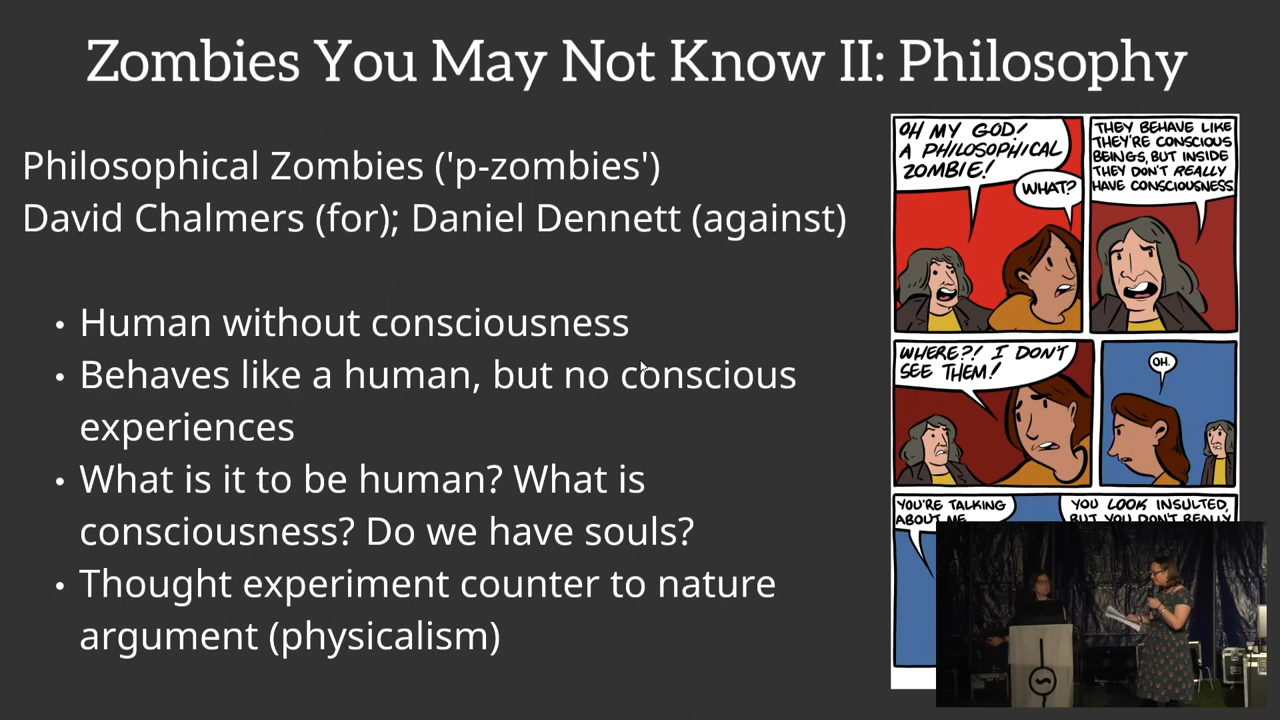 Zombies You May Not Know II: Philosophy
Philosophical Zombies ('p-zombies')
David Chalmers (for); Daniel Dennett (against)
• Human without consciousness
• Behaves like a human, but no conscious
experiences
• What is it to be human? What is
consciousness? Do we have souls?
• Thought experiment counter to nature
argument (physicalism)
OH MY GOD!
A PHILOSOPHICAL
ZOMBIE!
WHAT?
THEY BEHAVE LIKE
THEY'RE CONSCIOUS
BEINGS, BUT INSIDE
THEY DON'T REALLY
HAVE CONSCIOUSNESS.
WHERE?! I DON'T
SEE THEM!
OH.
YOU'RE TALKING
ABOUT ME
YOU LOOK INSULTED,
BUT YOU DON'T REALLY